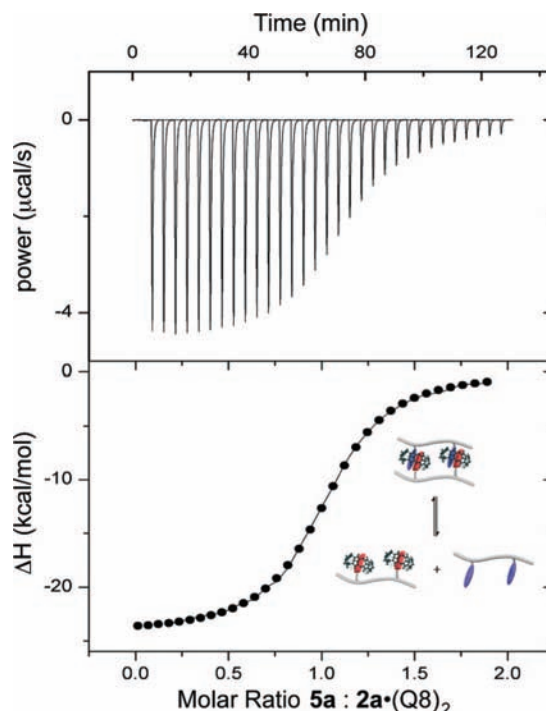 Time (min)
0 40 80 120
0
-2
-4
power (µcal/s)
0
-10
-20
ΔH (kcal/mol)
+
0.0 0.5 1.0 1.5 2.0
Molar Ratio 5a : 2a•(Q8)₂